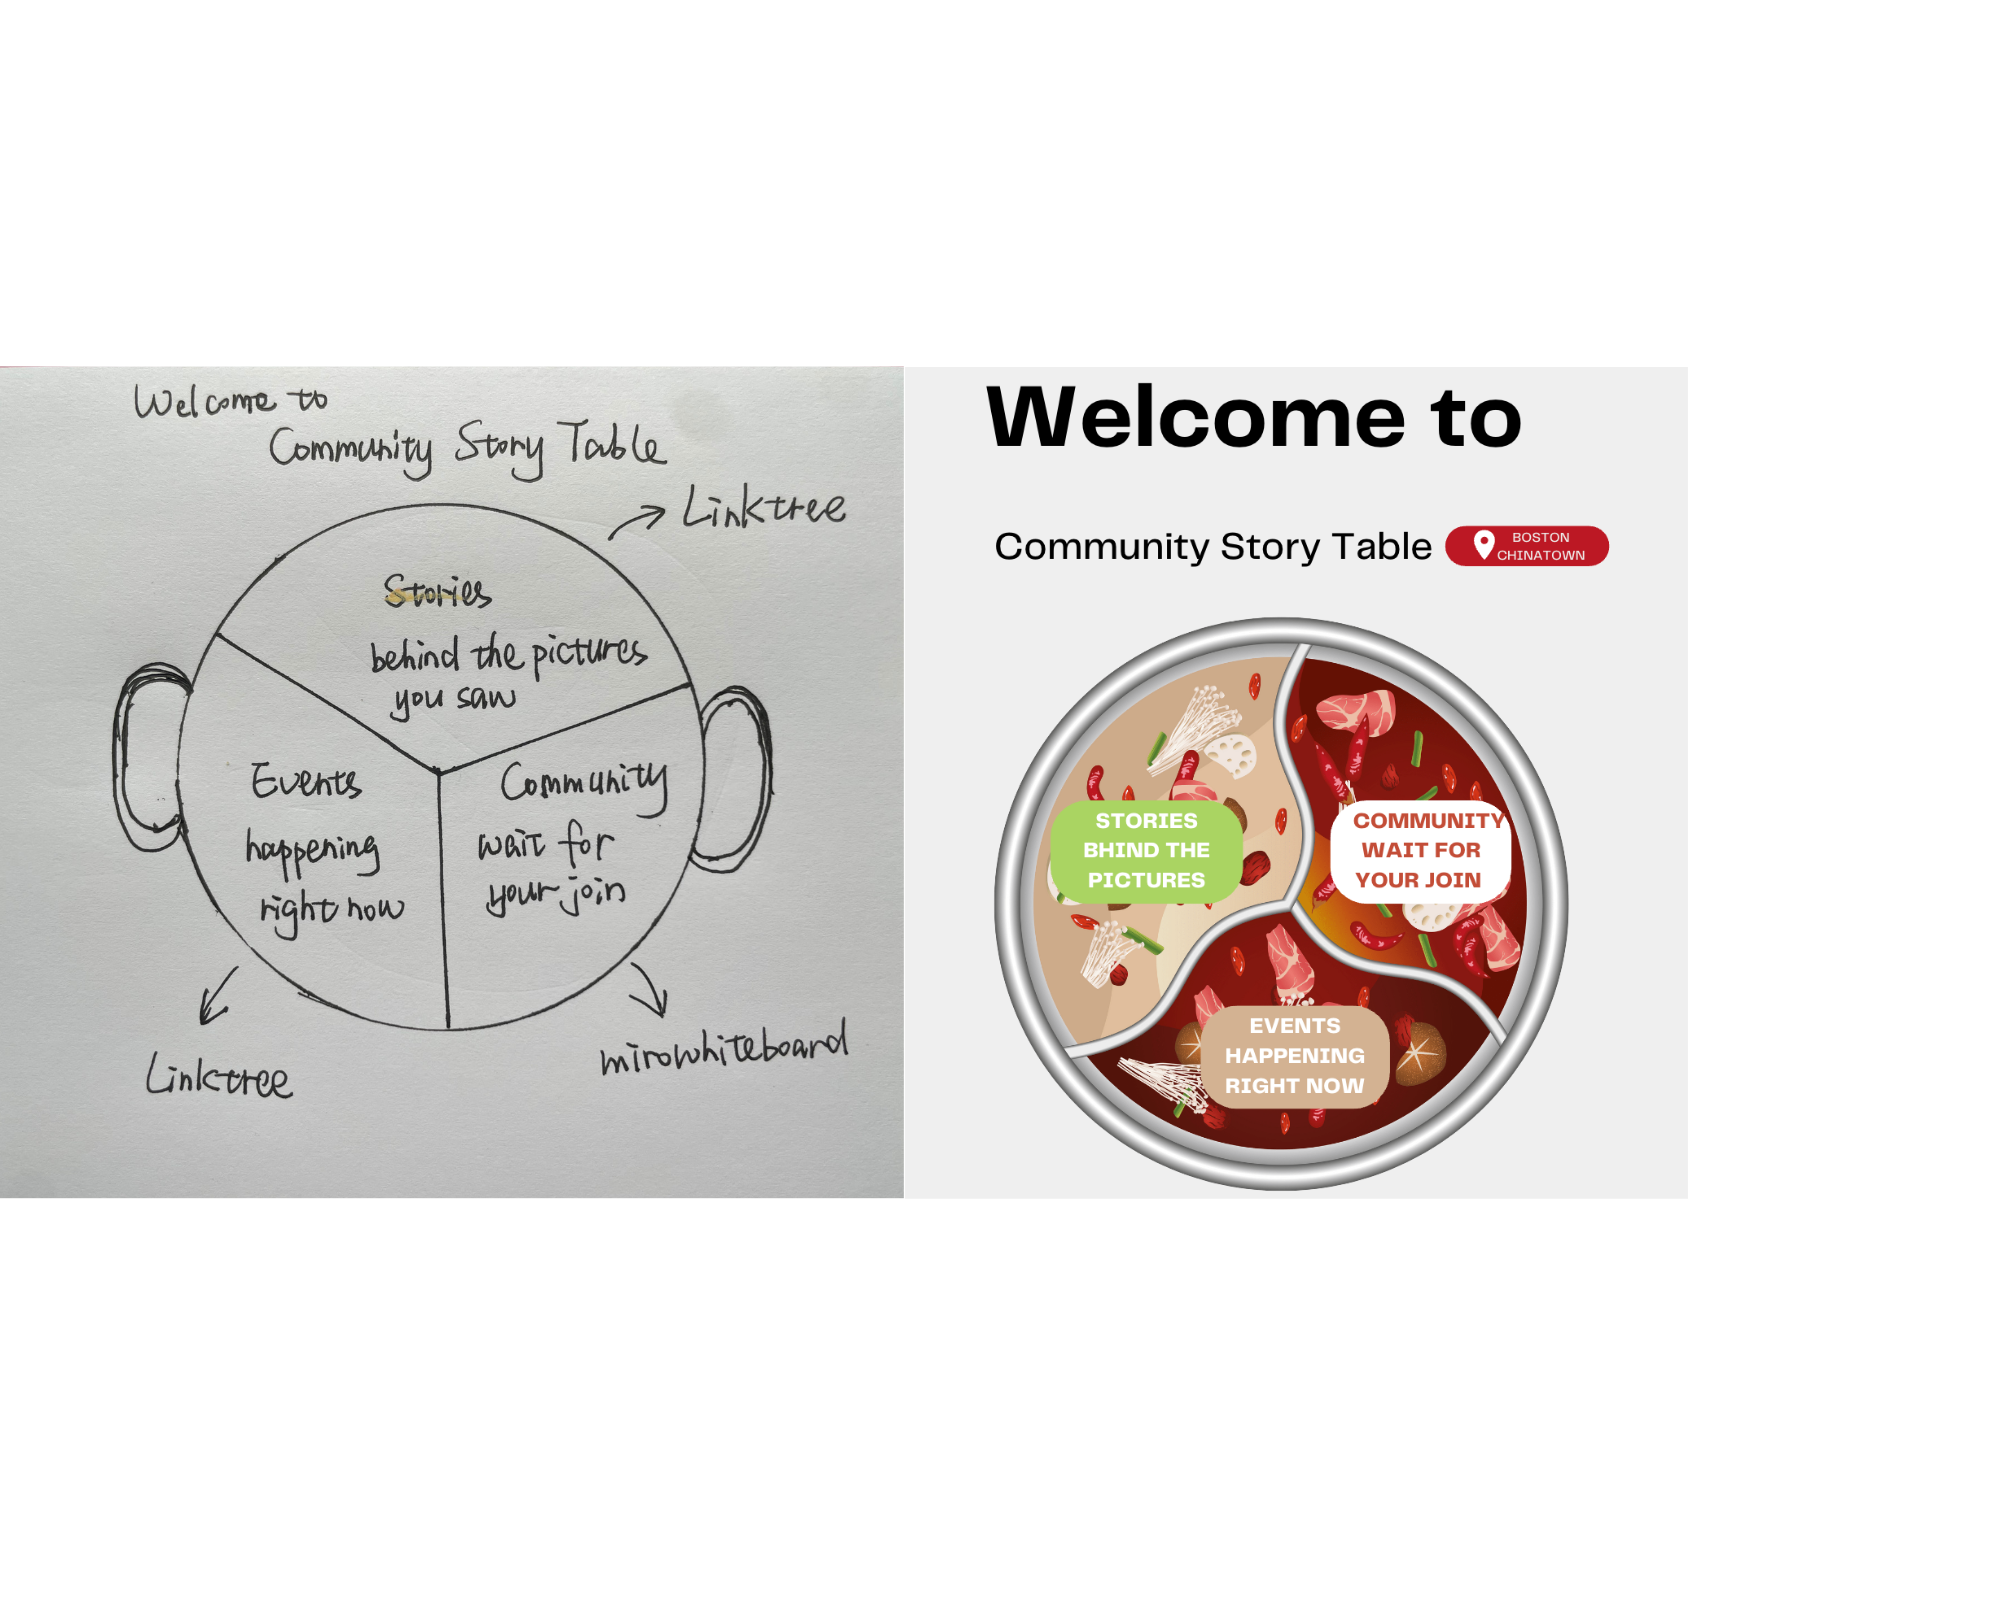 Welcome to
Community Story Table
Linktree
Stories
behind the pictures
you saw
Events
happening
right now
Community
wait for
your join
Linktree
mirowhiteboard
Welcome to
Community Story Table
BOSTON
CHINATOWN
STORIES
BHIND THE
PICTURES
COMMUNITY
WAIT FOR
YOUR JOIN
EVENTS
HAPPENING
RIGHT NOW